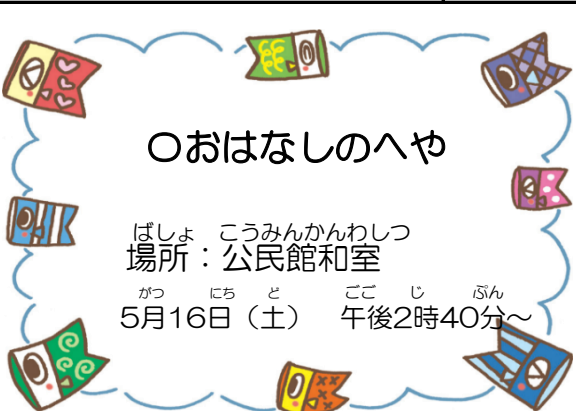 〇おはなしのへや
ばしょ こうみんかんわしつ
場所：公民館和室
がつ にち ど ごご じ ぷん
5月16日（土） 午後2時40分～